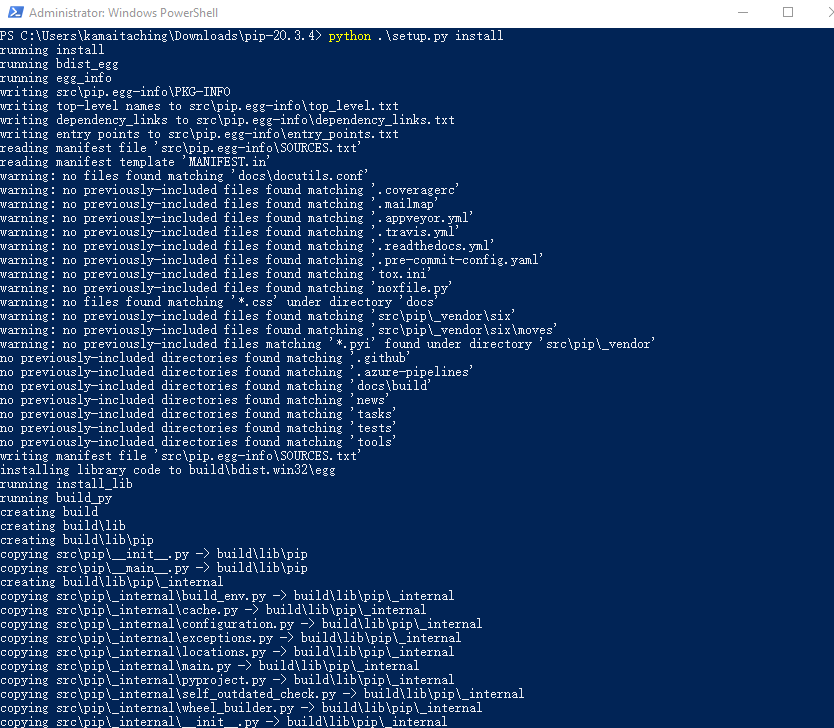 Administrator: Windows PowerShell
PS C:\Users\kamaitaching\Downloads\pip-20.3.4> python .\setup.py install
running install
running bdist_egg
running egg_info
writing src\pip.egg-info\PKG-INFO
writing top-level names to src\pip.egg-info\top_level.txt
writing dependency_links to src\pip.egg-info\dependency_links.txt
writing entry points to src\pip.egg-info\entry_points.txt
reading manifest file 'src\pip.egg-info\SOURCES.txt'
reading manifest template 'MANIFEST.in'
warning: no files found matching 'docs\docutils.conf'
warning: no previously-included files found matching '.coveragerc'
warning: no previously-included files found matching '.mailmap'
warning: no previously-included files found matching '.appveyor.yml'
warning: no previously-included files found matching '.travis.yml'
warning: no previously-included files found matching '.readthedocs.yml'
warning: no previously-included files found matching '.pre-commit-config.yaml'
warning: no previously-included files found matching 'tox.ini'
warning: no previously-included files found matching 'noxfile.py'
warning: no files found matching '*.css' under directory 'docs'
warning: no previously-included files found matching 'src\pip\_vendor\six'
warning: no previously-included files found matching 'src\pip\_vendor\six\moves'
warning: no previously-included files matching '*.pyi' found under directory 'src\pip\_vendor'
no previously-included directories found matching '.github'
no previously-included directories found matching '.azure-pipelines'
no previously-included directories found matching 'docs\build'
no previously-included directories found matching 'news'
no previously-included directories found matching 'tasks'
no previously-included directories found matching 'tests'
no previously-included directories found matching 'tools'
writing manifest file 'src\pip.egg-info\SOURCES.txt'
installing library code to build\bdist.win32\egg
running install_lib
running build_py
creating build
creating build\lib
creating build\lib\pip
copying src\pip\__init__.py -> build\lib\pip
copying src\pip\__main__.py -> build\lib\pip
creating build\lib\pip\_internal
copying src\pip\_internal\build_env.py -> build\lib\pip\_internal
copying src\pip\_internal\cache.py -> build\lib\pip\_internal
copying src\pip\_internal\configuration.py -> build\lib\pip\_internal
copying src\pip\_internal\exceptions.py -> build\lib\pip\_internal
copying src\pip\_internal\locations.py -> build\lib\pip\_internal
copying src\pip\_internal\main.py -> build\lib\pip\_internal
copying src\pip\_internal\pyproject.py -> build\lib\pip\_internal
copying src\pip\_internal\self_outdated_check.py -> build\lib\pip\_internal
copying src\pip\_internal\wheel_builder.py -> build\lib\pip\_internal
copying src\pip\_internal\__init__.py -> build\lib\pip\_internal